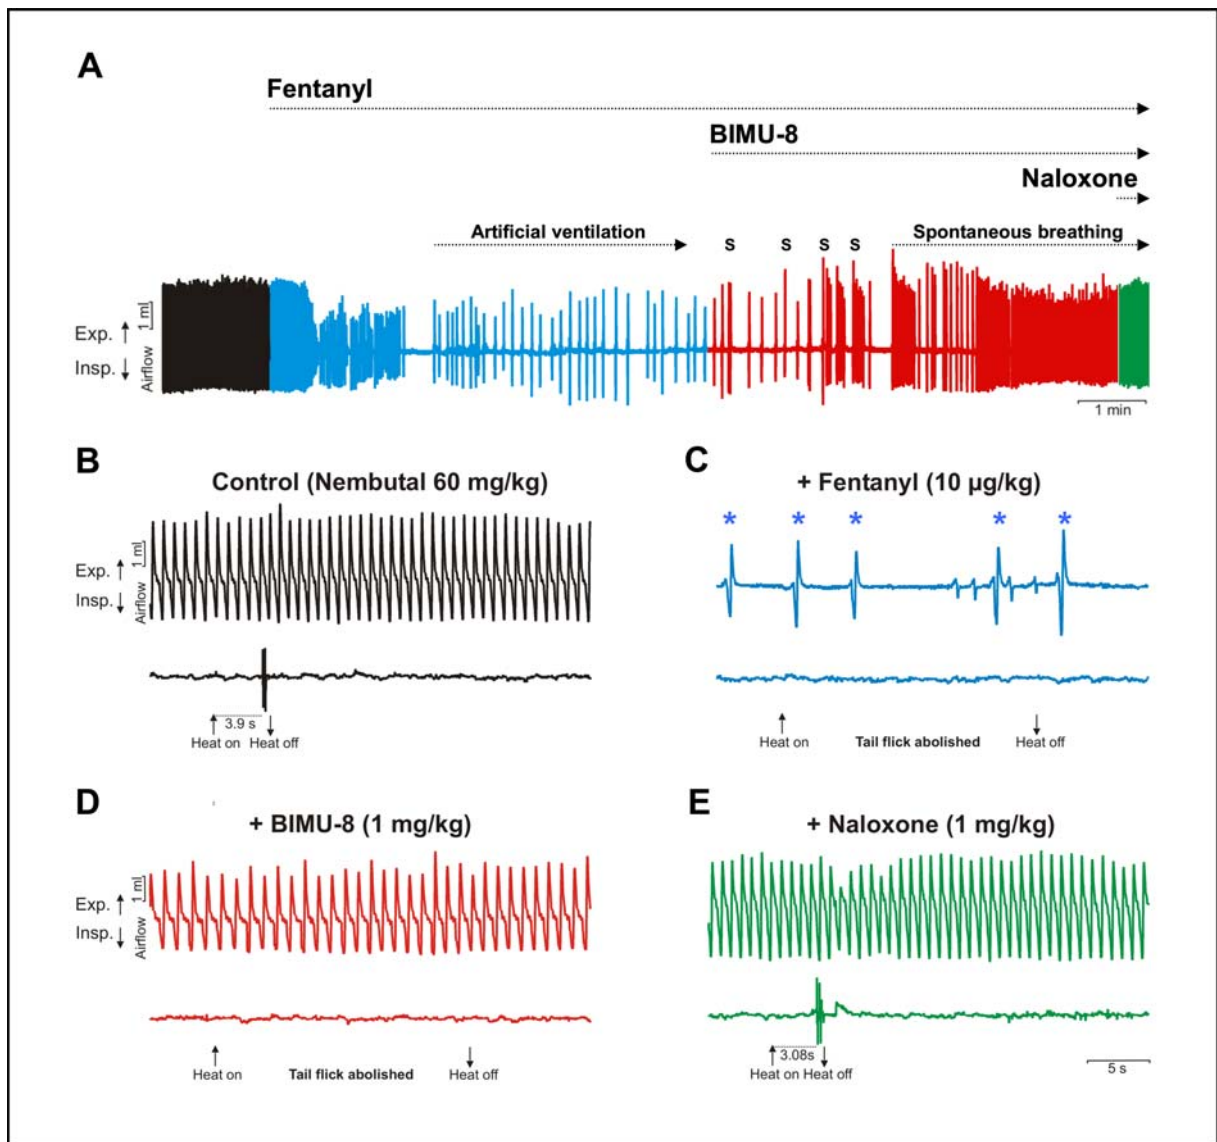 A
Fentanyl
BIMU-8
Naloxone
Artificial ventilation
S S S S
Spontaneous breathing
Exp.
Insp.
Airflow
1 ml
1 min
B
Control (Nembutal 60 mg/kg)
Exp.
Insp.
Airflow
1 ml
3.9 s
Heat on Heat off
C
+ Fentanyl (10 µg/kg)
* * * * *
Heat on Tail flick abolished Heat off
D
+ BIMU-8 (1 mg/kg)
Exp.
Insp.
Airflow
1 ml
Heat on Tail flick abolished Heat off
E
+ Naloxone (1 mg/kg)
3.08s
Heat on Heat off
5 s